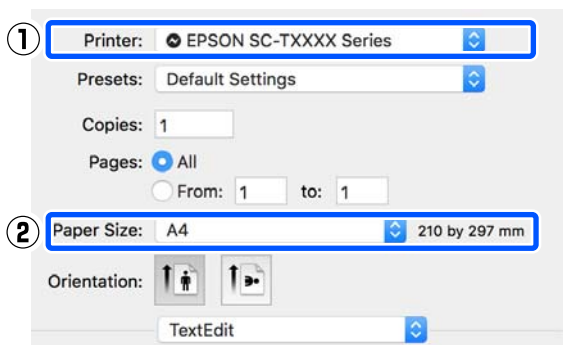 ① Printer: EPSON SC-TXXXX Series
Presets: Default Settings
Copies: 1
Pages: All
From: 1 to: 1
② Paper Size: A4 210 by 297 mm
Orientation:
TextEdit